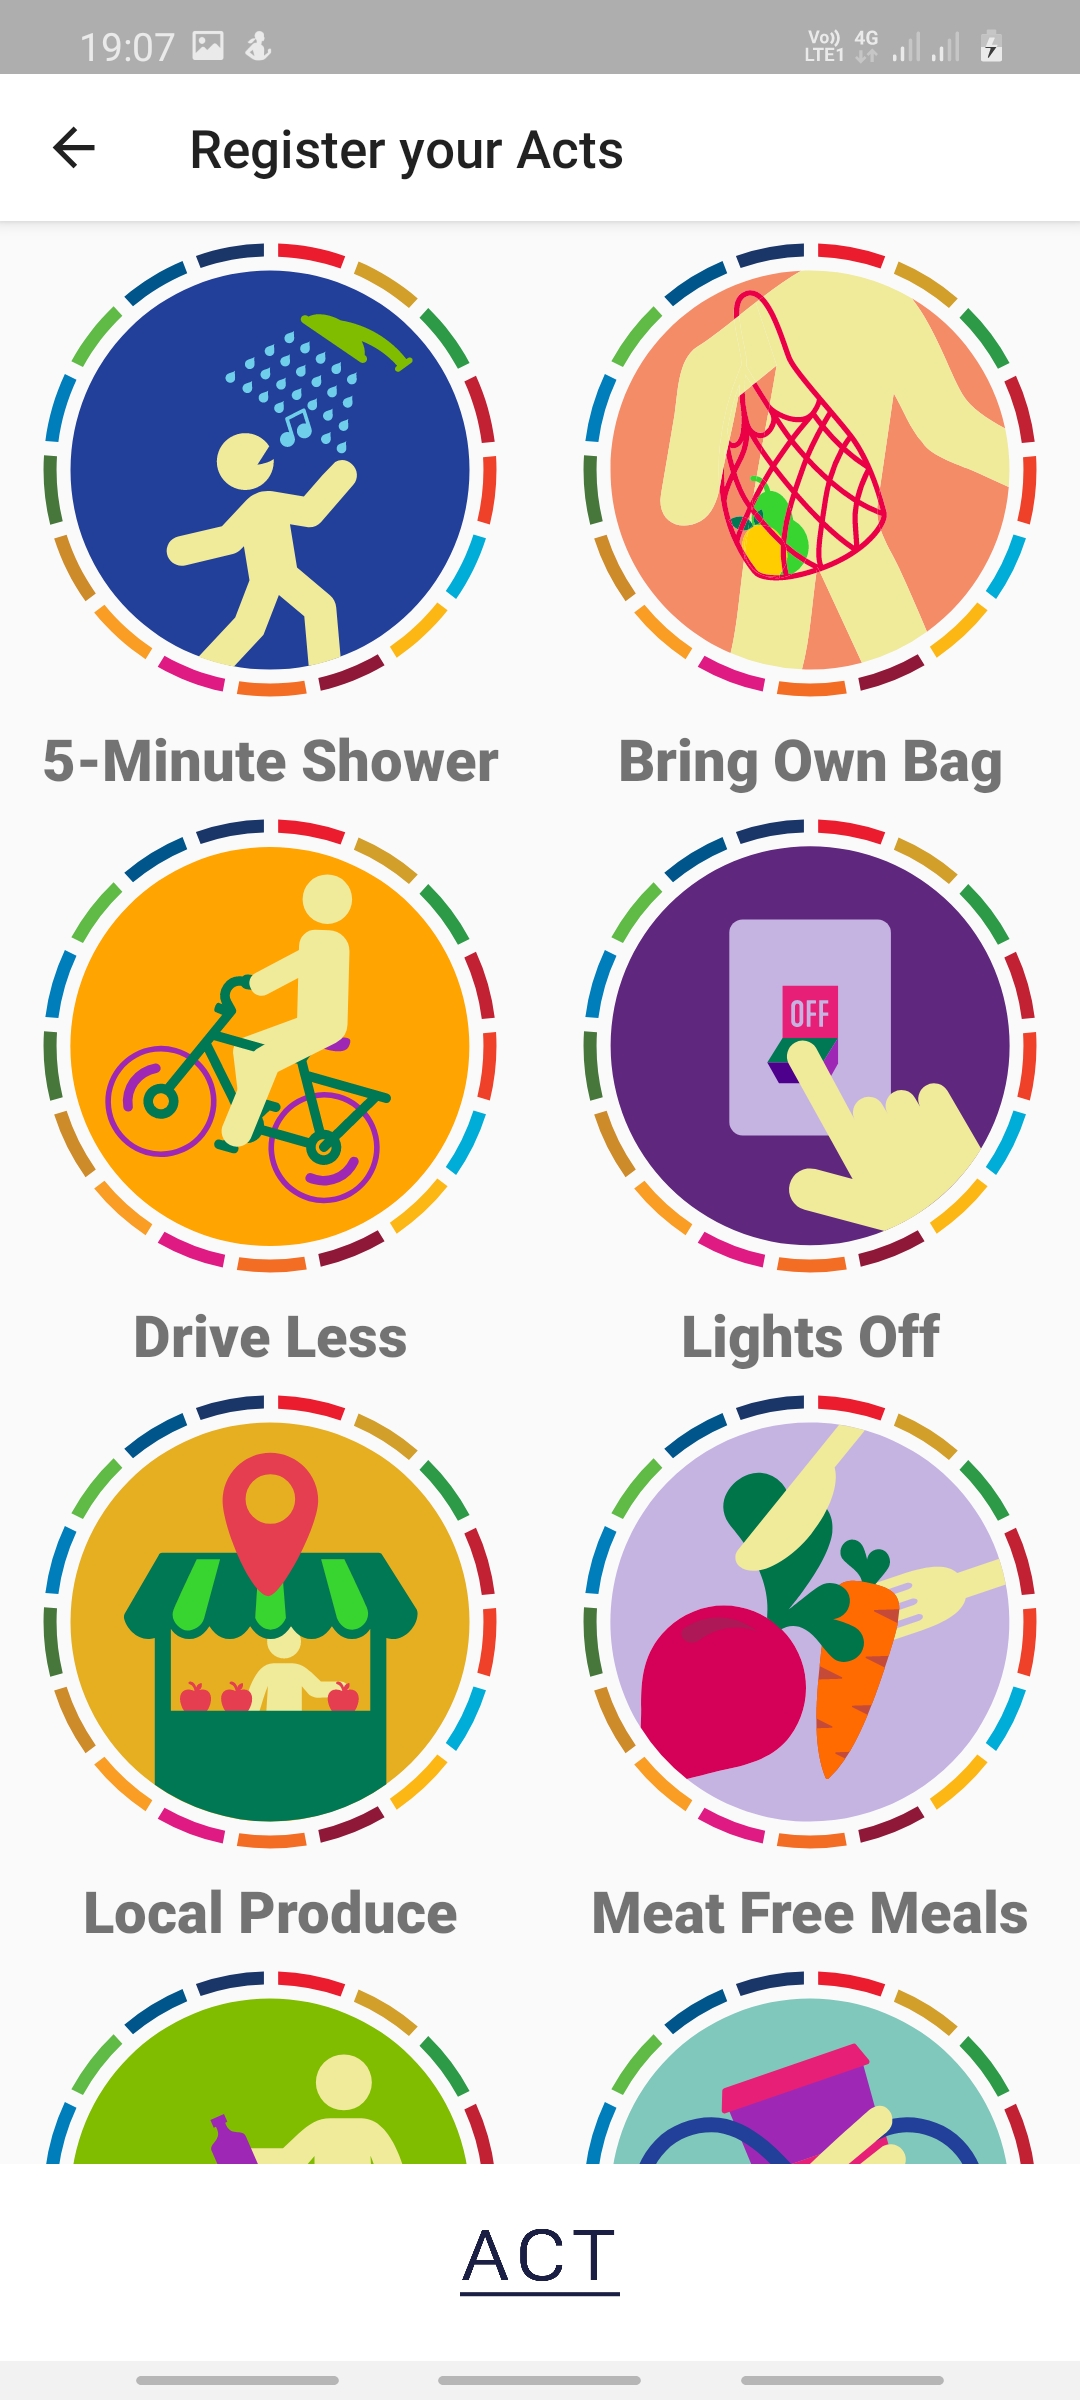 19:07
Vo)) LTE1 4G
Register your Acts
5-Minute Shower
Bring Own Bag
OFF
Drive Less
Lights Off
Local Produce
Meat Free Meals
ACT